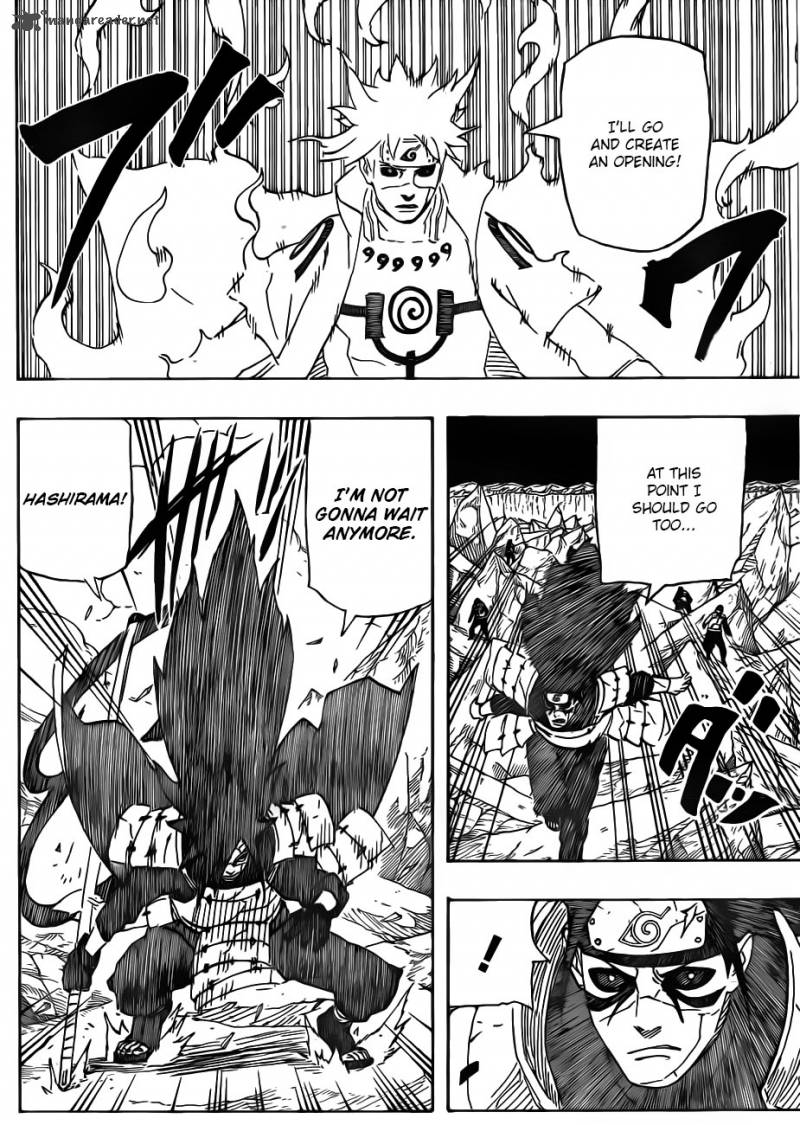 mangareader.net
I'LL GO
AND CREATE
AN OPENING!
ブブワ
AT THIS
POINT I
SHOULD GO
TOO...
ダッ
!
I'M NOT
GONNA WAIT
ANYMORE.
HASHIRAMA!